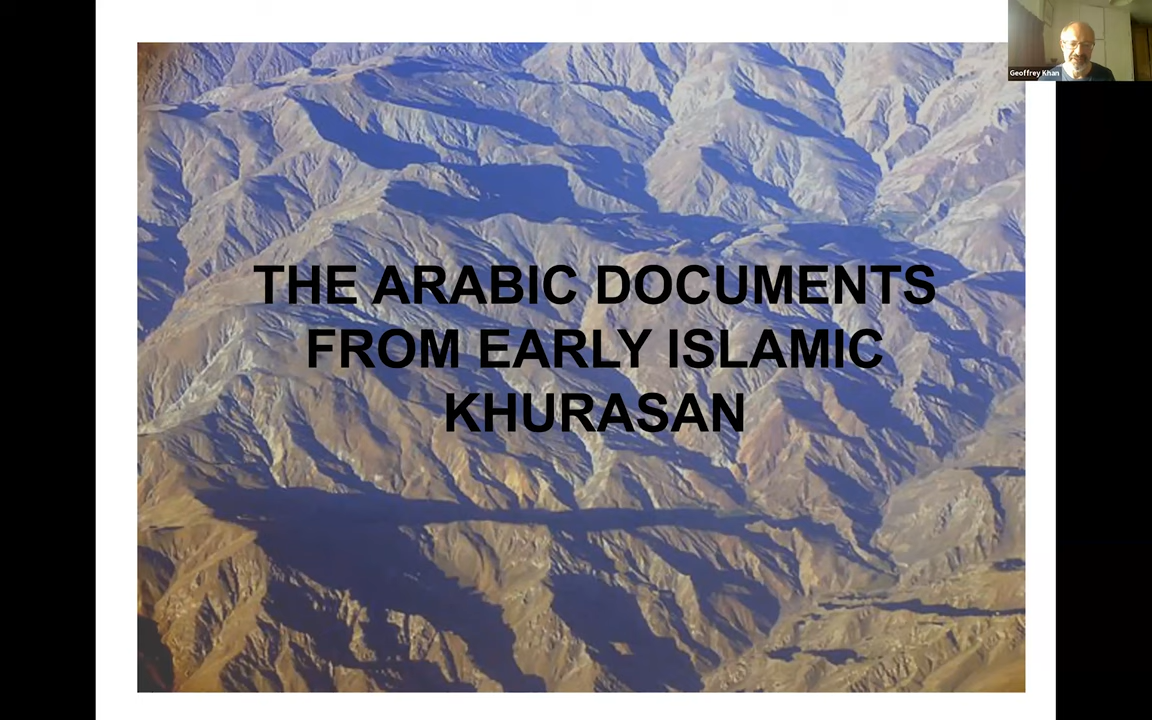 Geoffrey Khan
THE ARABIC DOCUMENTS
FROM EARLY ISLAMIC
KHURASAN